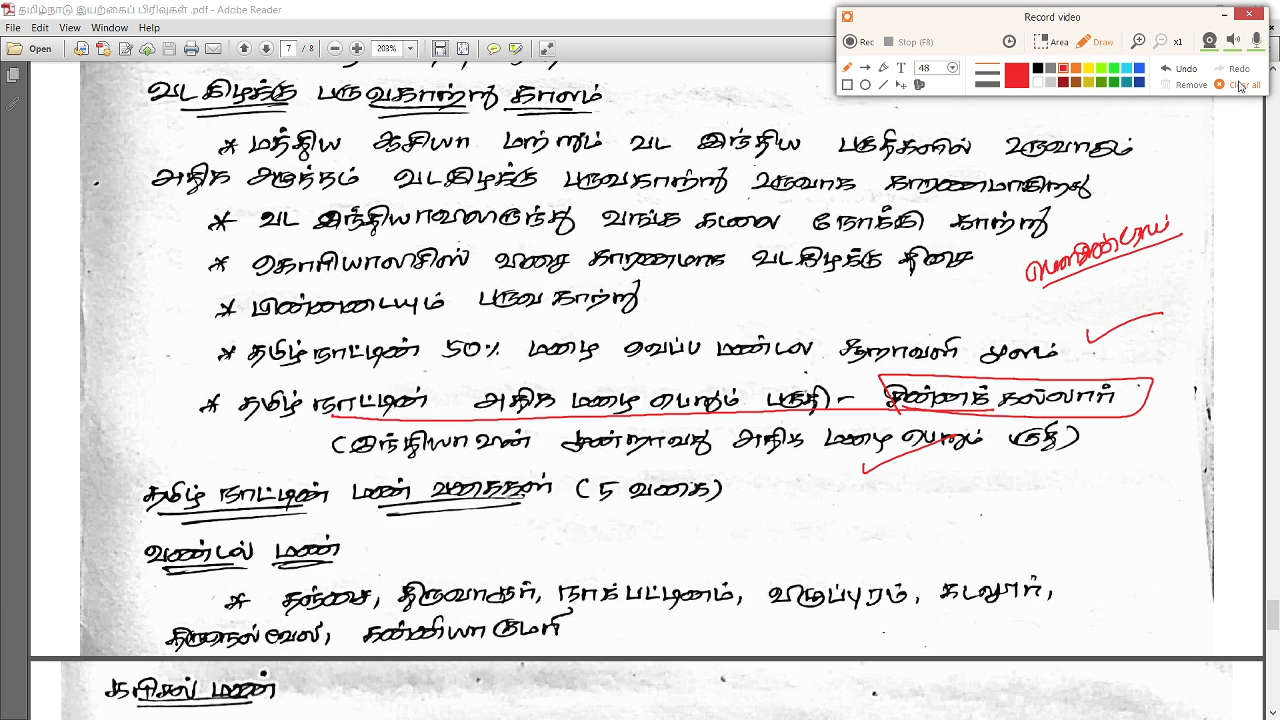 தமிழ்நாடு இயற்கைப் பிரிவுகள் .pdf - Adobe Reader
File Edit View Window Help
Open 7 / 8 203%
Record video
Rec Stop (F8) Area Draw x1
T 48 Undo Redo
Remove Clear all
வடகிழக்கு பருவகாற்று காலம்
* மத்திய ஆசியா மற்றும் வட இந்திய பகுதிகளில் உருவாகும்
அதிக அழுத்தம் வடகிழக்கு பருவகாற்று உருவாக காரணமாகிறது
* வட இந்தியாவிலிருந்து வங்க கடலை நோக்கி காற்று
* கொரியாலிசிஸ் விசை காரணமாக வடகிழக்கு திசை
* பின்னடையும் பருவ காற்று
* தமிழ் நாட்டின் 50% மழை வெப்ப மண்டல சூறாவளி மூலம்
* தமிழ் நாட்டின் அதிக மழை பெறும் பகுதி - சின்னக் கல்லார்
(இந்தியாவின் மூன்றாவது அதிக மழை பெறும் பகுதி)
தமிழ் நாட்டின் மண் வகைகள் (5 வகை)
வண்டல் மண்
* தஞ்சை, திருவாரூர், நாகப்பட்டினம், விழுப்புரம், கடலூர்,
திருநெல்வேலி, கன்னியாகுமரி
கரிசல் மண்